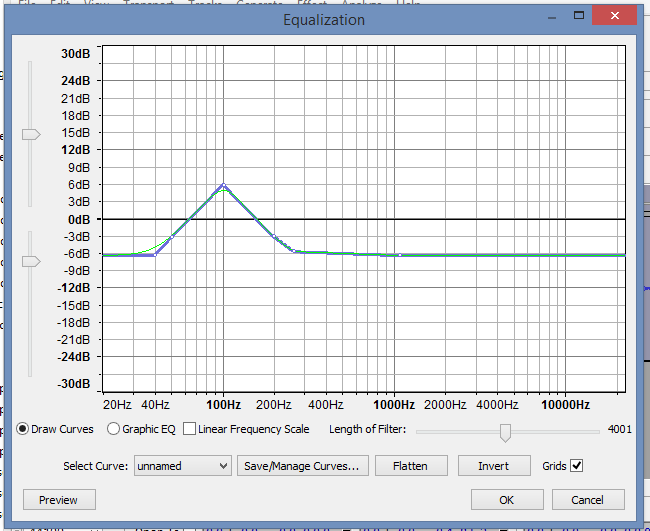 Equalization
30dB
24dB
21dB
18dB
15dB
12dB
9dB
6dB
3dB
0dB
-3dB
-6dB
-9dB
-12dB
-15dB
-18dB
-21dB
-24dB
-30dB
20Hz 40Hz 100Hz 200Hz 400Hz 1000Hz 2000Hz 4000Hz 10000Hz
Draw Curves Graphic EQ Linear Frequency Scale Length of Filter: 4001
Select Curve: unnamed Save/Manage Curves... Flatten Invert Grids
Preview OK Cancel